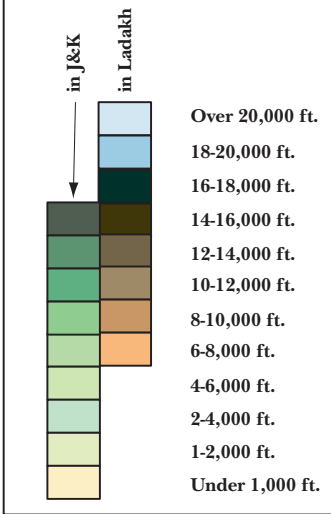 in J&K
in Ladakh
Over 20,000 ft.
18-20,000 ft.
16-18,000 ft.
14-16,000 ft.
12-14,000 ft.
10-12,000 ft.
8-10,000 ft.
6-8,000 ft.
4-6,000 ft.
2-4,000 ft.
1-2,000 ft.
Under 1,000 ft.